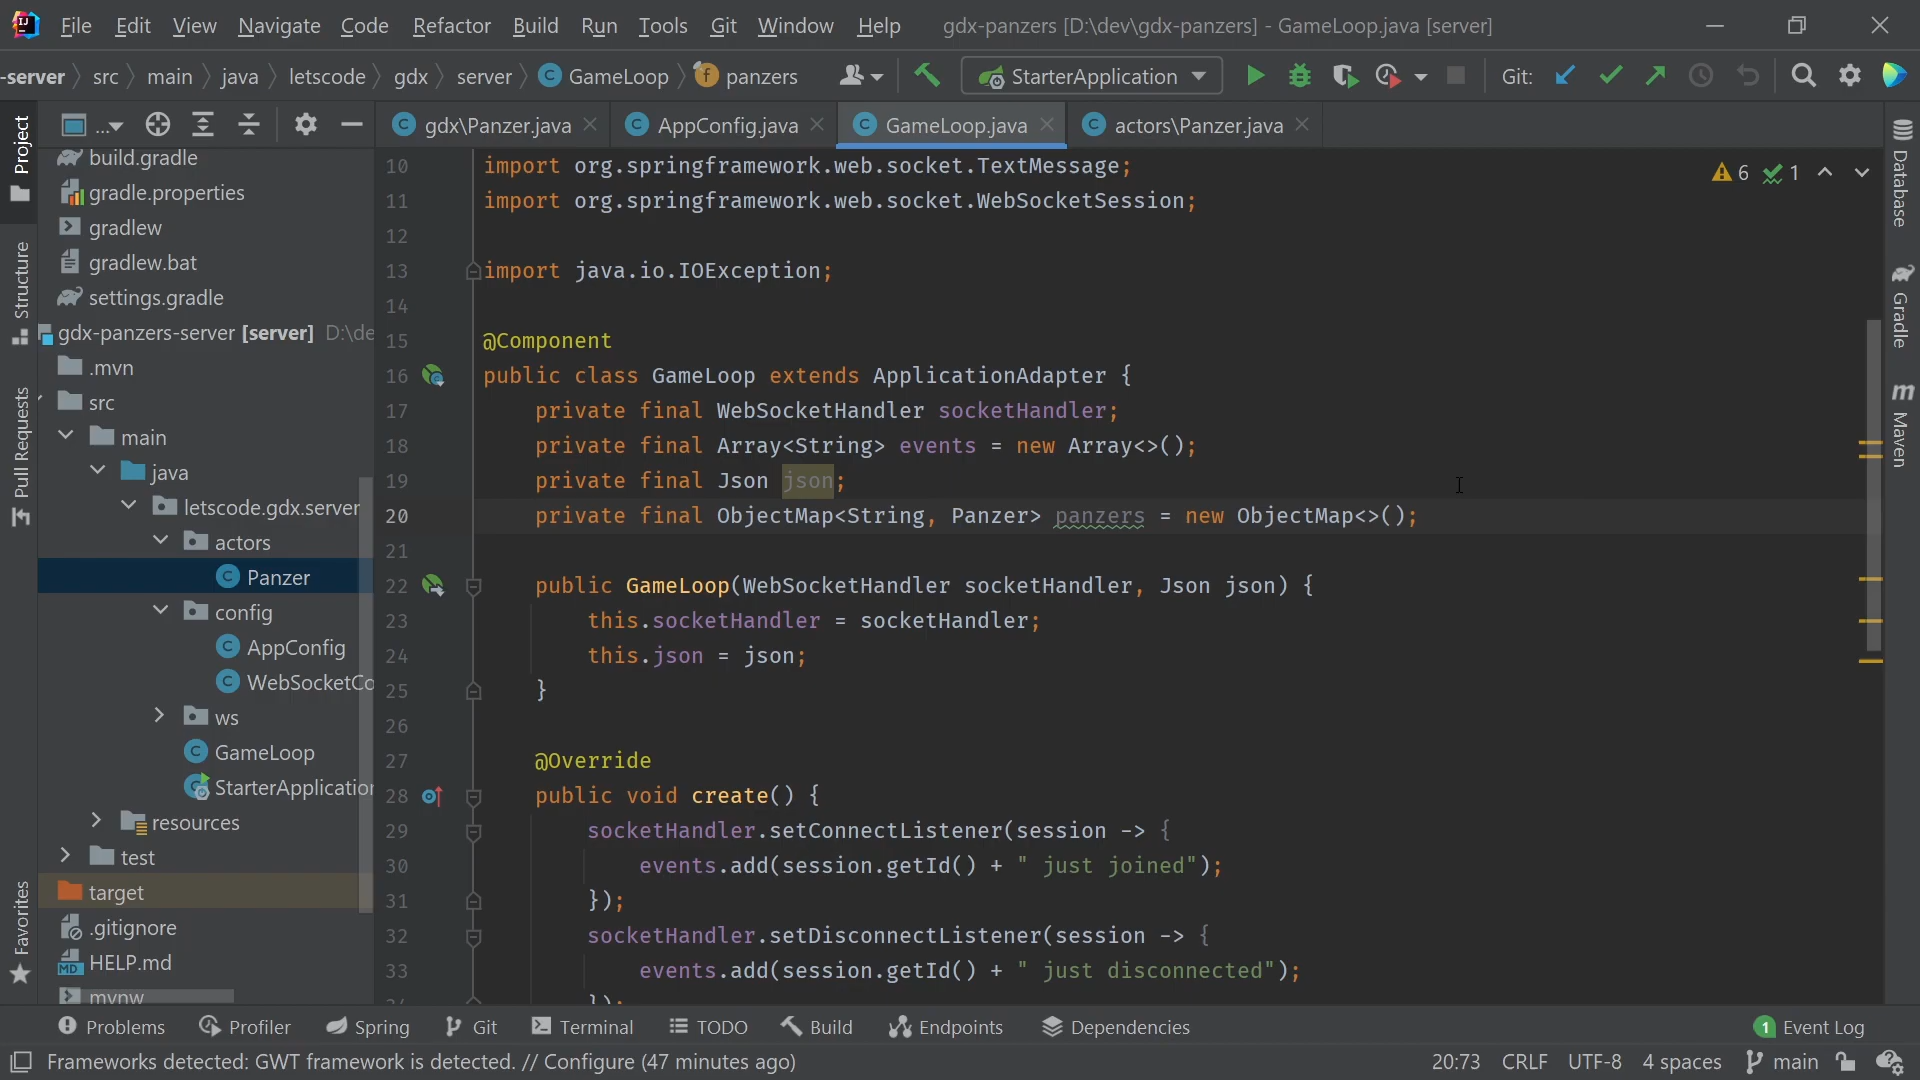 File Edit View Navigate Code Refactor Build Run Tools Git Window Help gdx-panzers [D:\dev\gdx-panzers] - GameLoop.java [server]
-server src main java letscode gdx server GameLoop panzers StarterApplication Git:
... gdx\Panzer.java AppConfig.java GameLoop.java actors\Panzer.java
Project
Structure
Pull Requests
Favorites
build.gradle
gradle.properties
gradlew
gradlew.bat
settings.gradle
gdx-panzers-server [server] D:\de
.mvn
src
main
java
letscode.gdx.server
actors
Panzer
config
AppConfig
WebSocketCo
ws
GameLoop
StarterApplication
resources
test
target
.gitignore
HELP.md
mvnw
6 1
10 import org.springframework.web.socket.TextMessage;
11 import org.springframework.web.socket.WebSocketSession;
12
13 import java.io.IOException;
14
15 @Component
16 public class GameLoop extends ApplicationAdapter {
17 private final WebSocketHandler socketHandler;
18 private final Array<String> events = new Array<>();
19 private final Json json;
20 private final ObjectMap<String, Panzer> panzers = new ObjectMap<>();
21
22 public GameLoop(WebSocketHandler socketHandler, Json json) {
23 this.socketHandler = socketHandler;
24 this.json = json;
25 }
26
27 @Override
28 public void create() {
29 socketHandler.setConnectListener(session -> {
30 events.add(session.getId() + " just joined");
31 });
32 socketHandler.setDisconnectListener(session -> {
33 events.add(session.getId() + " just disconnected");
34 });
Database
Gradle
m Maven
Problems Profiler Spring Git Terminal TODO Build Endpoints Dependencies 1 Event Log
Frameworks detected: GWT framework is detected. // Configure (47 minutes ago) 20:73 CRLF UTF-8 4 spaces main